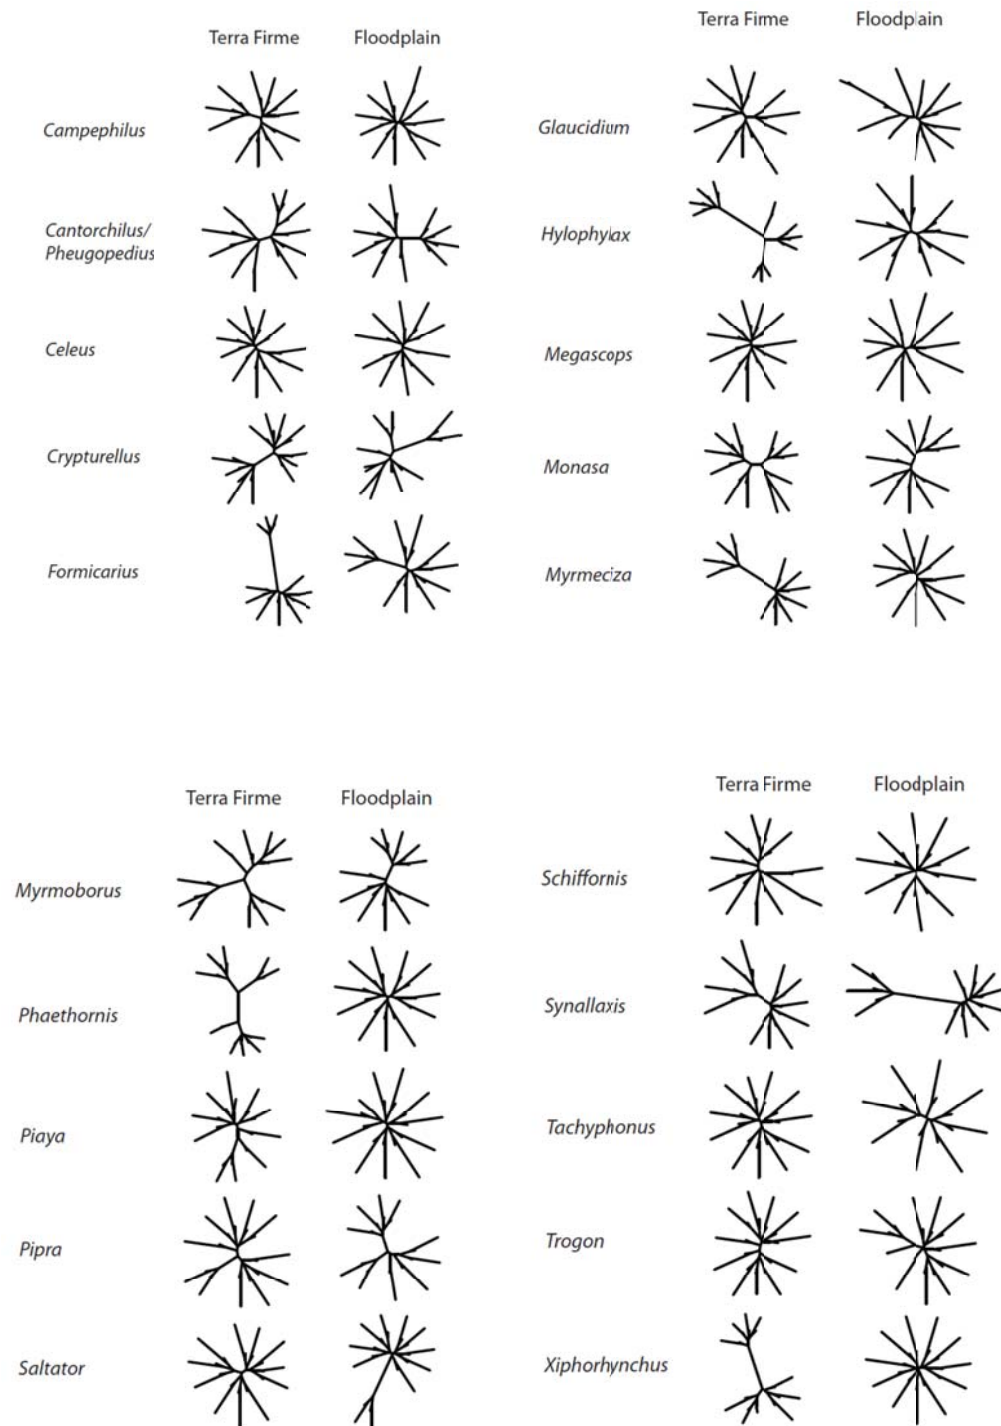 Terra Firme Floodplain
Campephilus
Cantorchilus/
Pheugopedius
Celeus
Crypturellus
Formicarius
Terra Firme Floodplain
Glaucidium
Hylophylax
Megascops
Monasa
Myrmeciza
Terra Firme Floodplain
Myrmoborus
Phaethornis
Piaya
Pipra
Saltator
Terra Firme Floodplain
Schiffornis
Synallaxis
Tachyphonus
Trogon
Xiphorhynchus